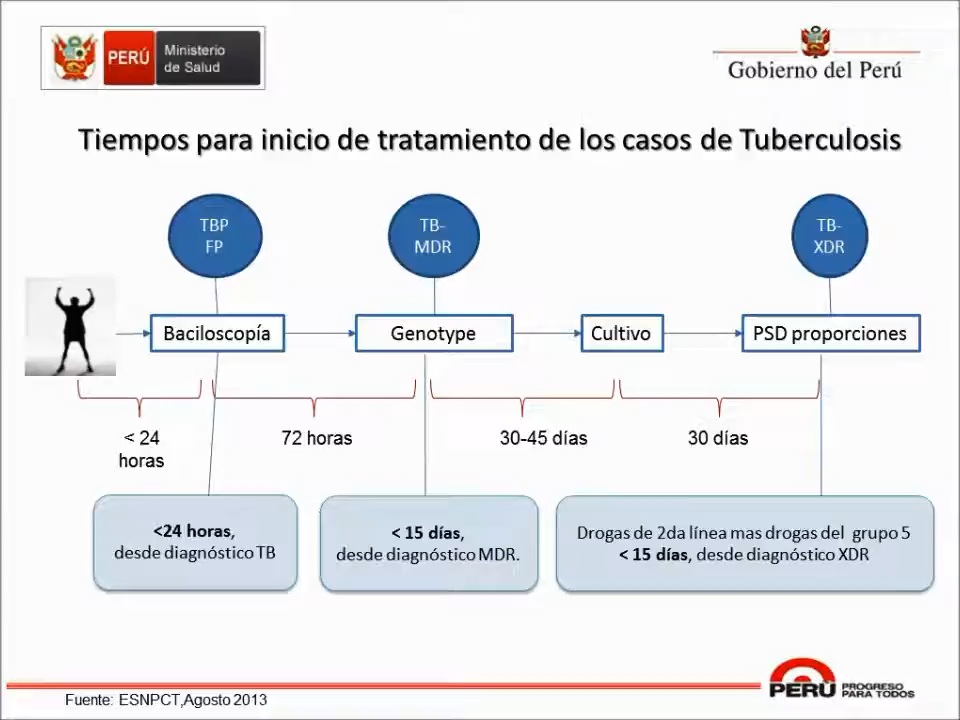 PERÚ
Ministerio
de Salud
Gobierno del Perú
Tiempos para inicio de tratamiento de los casos de Tuberculosis
TBP
FP
TB-
MDR
TB-
XDR
Baciloscopía
Genotype
Cultivo
PSD proporciones
< 24
horas
72 horas
30-45 días
30 días
<24 horas,
desde diagnóstico TB
< 15 días,
desde diagnóstico MDR.
Drogas de 2da línea mas drogas del grupo 5
< 15 días, desde diagnóstico XDR
Fuente: ESNPCT,Agosto 2013
PERÚ
PROGRESO
PARA TODOS